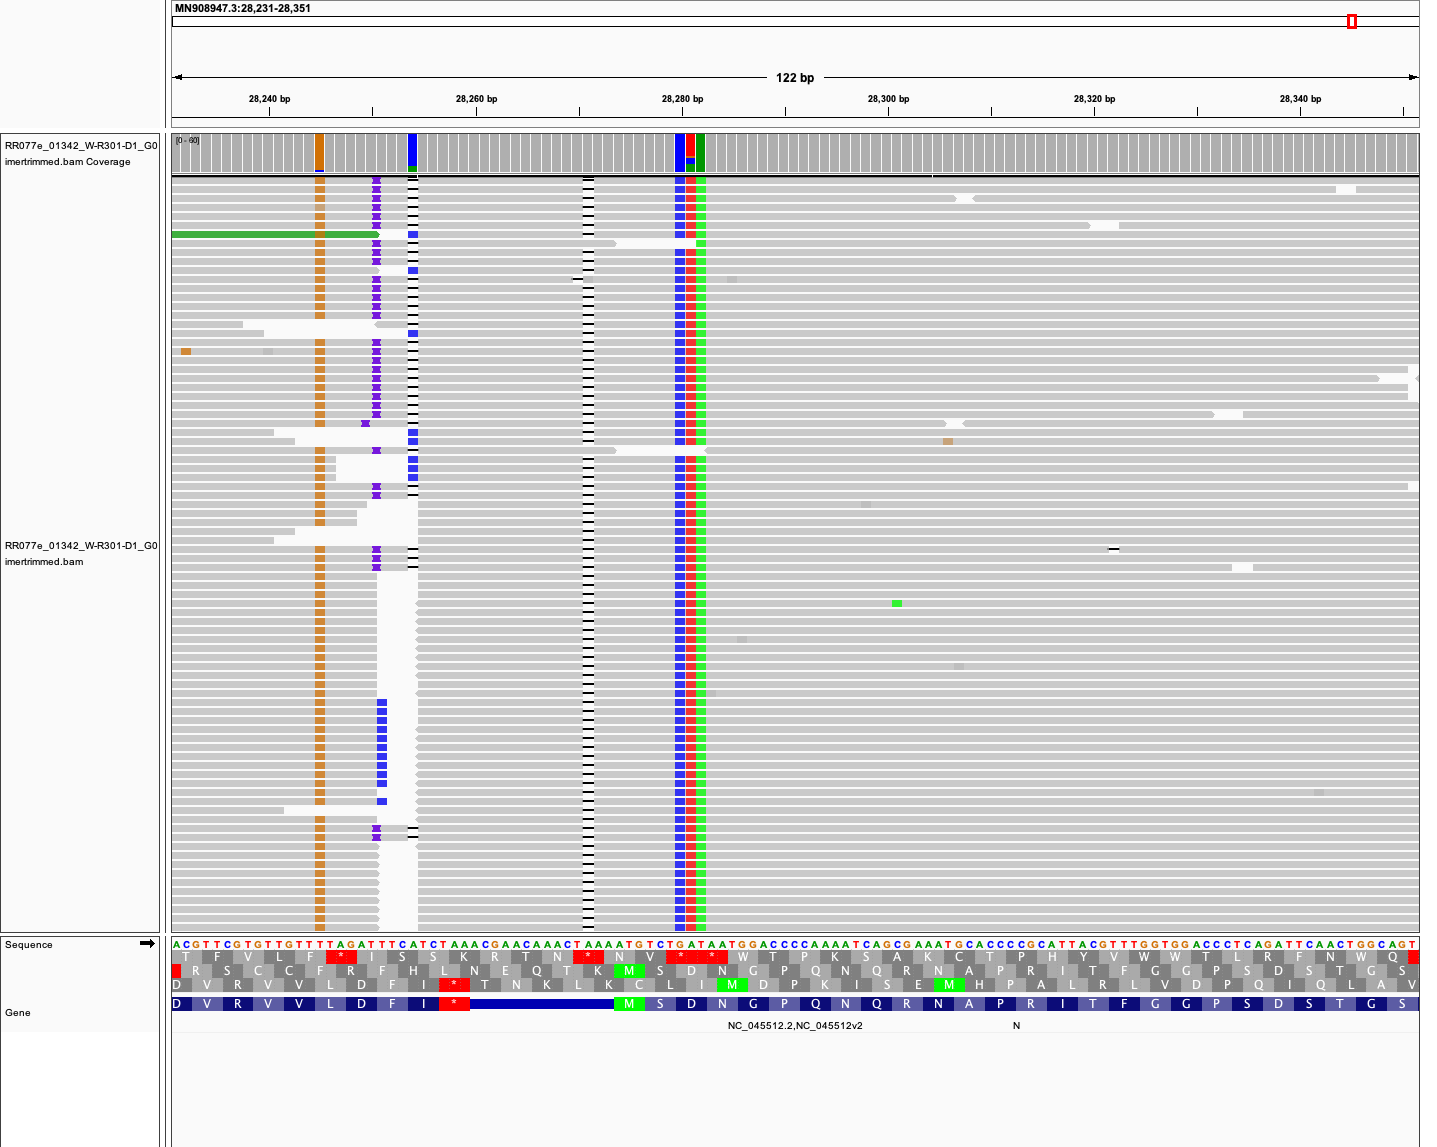 MN908947.3:28,231-28,351
122 bp
28,240 bp 28,260 bp 28,280 bp 28,300 bp 28,320 bp 28,340 bp
RR077e_01342_W-R301-D1_G0
imertrimmed.bam Coverage
[0 - 60]
RR077e_01342_W-R301-D1_G0
imertrimmed.bam
Sequence
ACGTTCGTGTTGTTTTAGATTTCATCTAAACGAACAAACTAAAATGTCTGATAATGGACCCCAAAATCAGCGAAATGCACCCCGCATTACGTTTGGTGGACCCTCAGATTCAACTGGCAGT
T F V L F * I S S K R T N * N V * * W T P K S A K C T P H Y V W W T L R F N W Q
R S C C F R F H L N E Q T K M S D N G P Q N Q R N A P R I T F G G P S D S T G S
D V R V V L D F I * T N K L K C L I M D P K I S E M H P A L R L V D P Q I Q L A V
Gene
D V R V V L D F I * M S D N G P Q N Q R N A P R I T F G G P S D S T G S
NC_045512.2,NC_045512v2 N